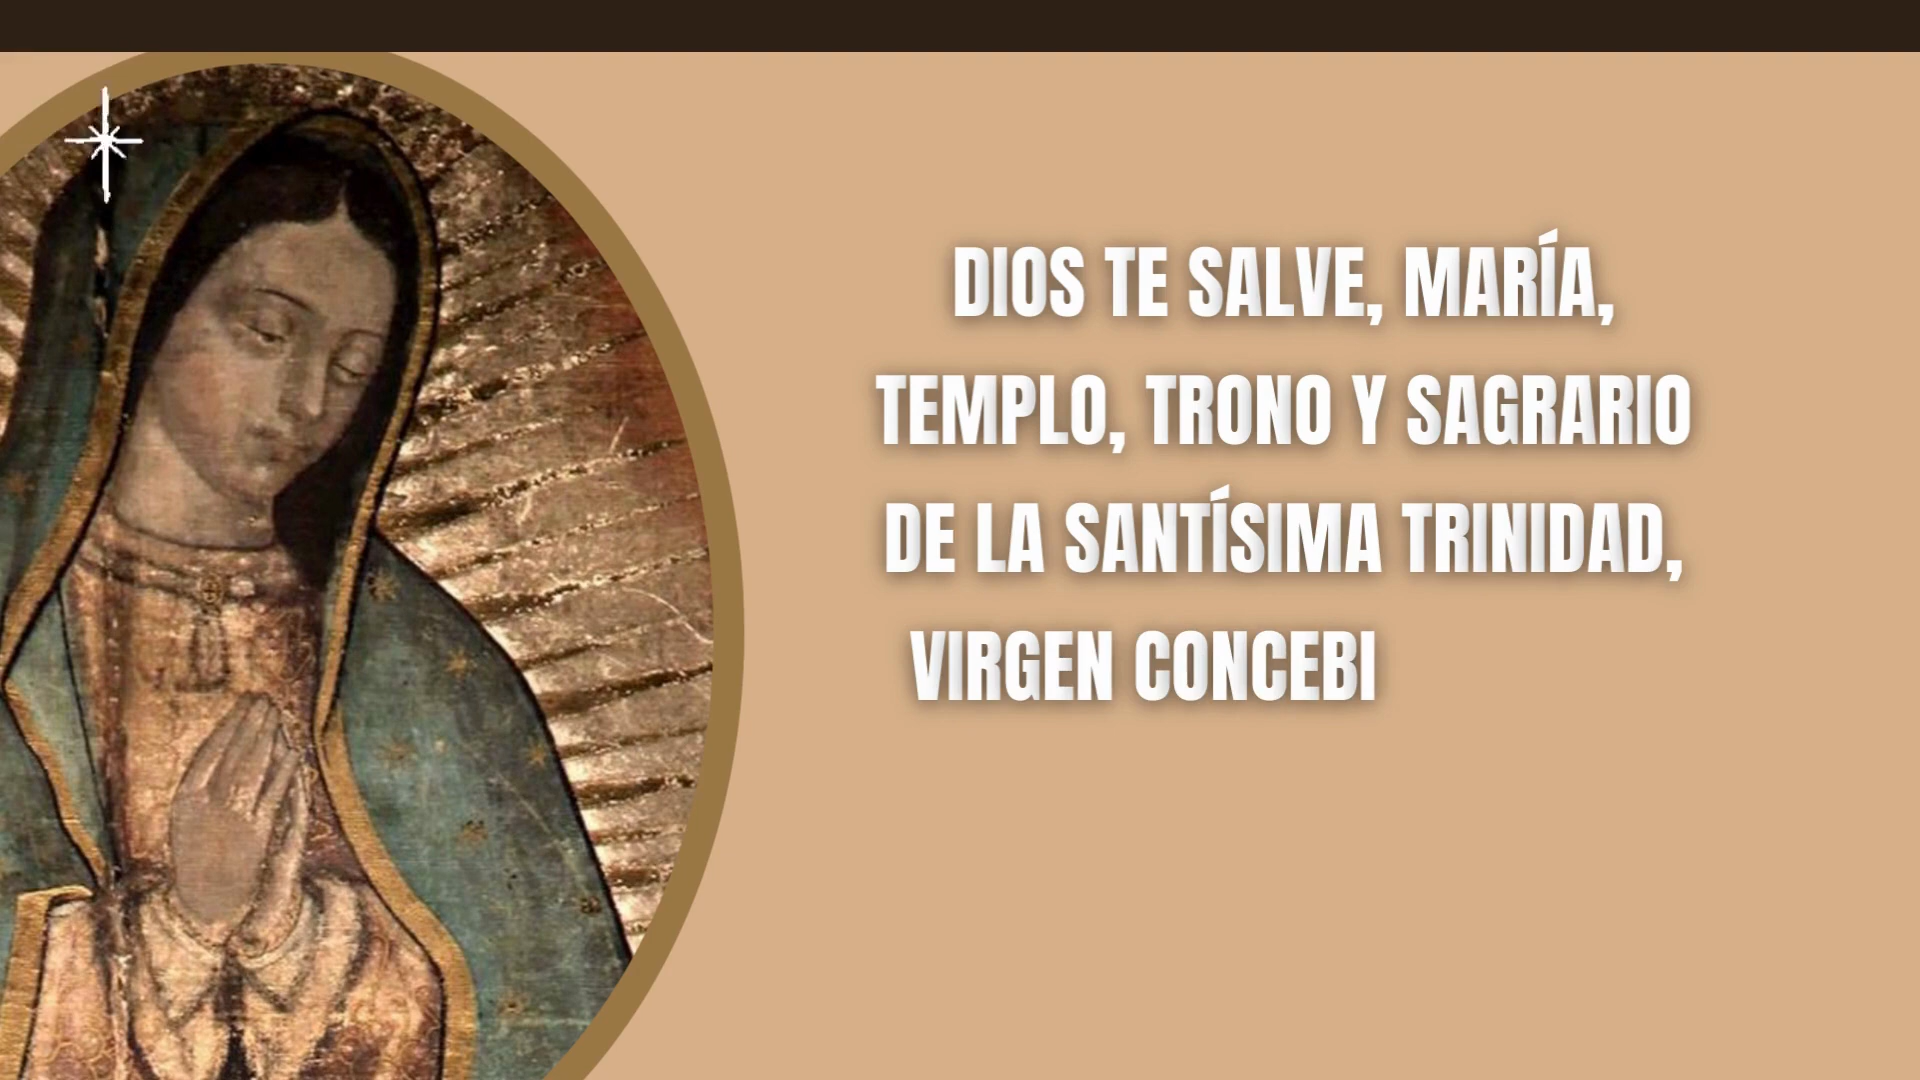 DIOS TE SALVE, MARÍA,
TEMPLO, TRONO Y SAGRARIO
DE LA SANTÍSIMA TRINIDAD,
VIRGEN CONCEBI